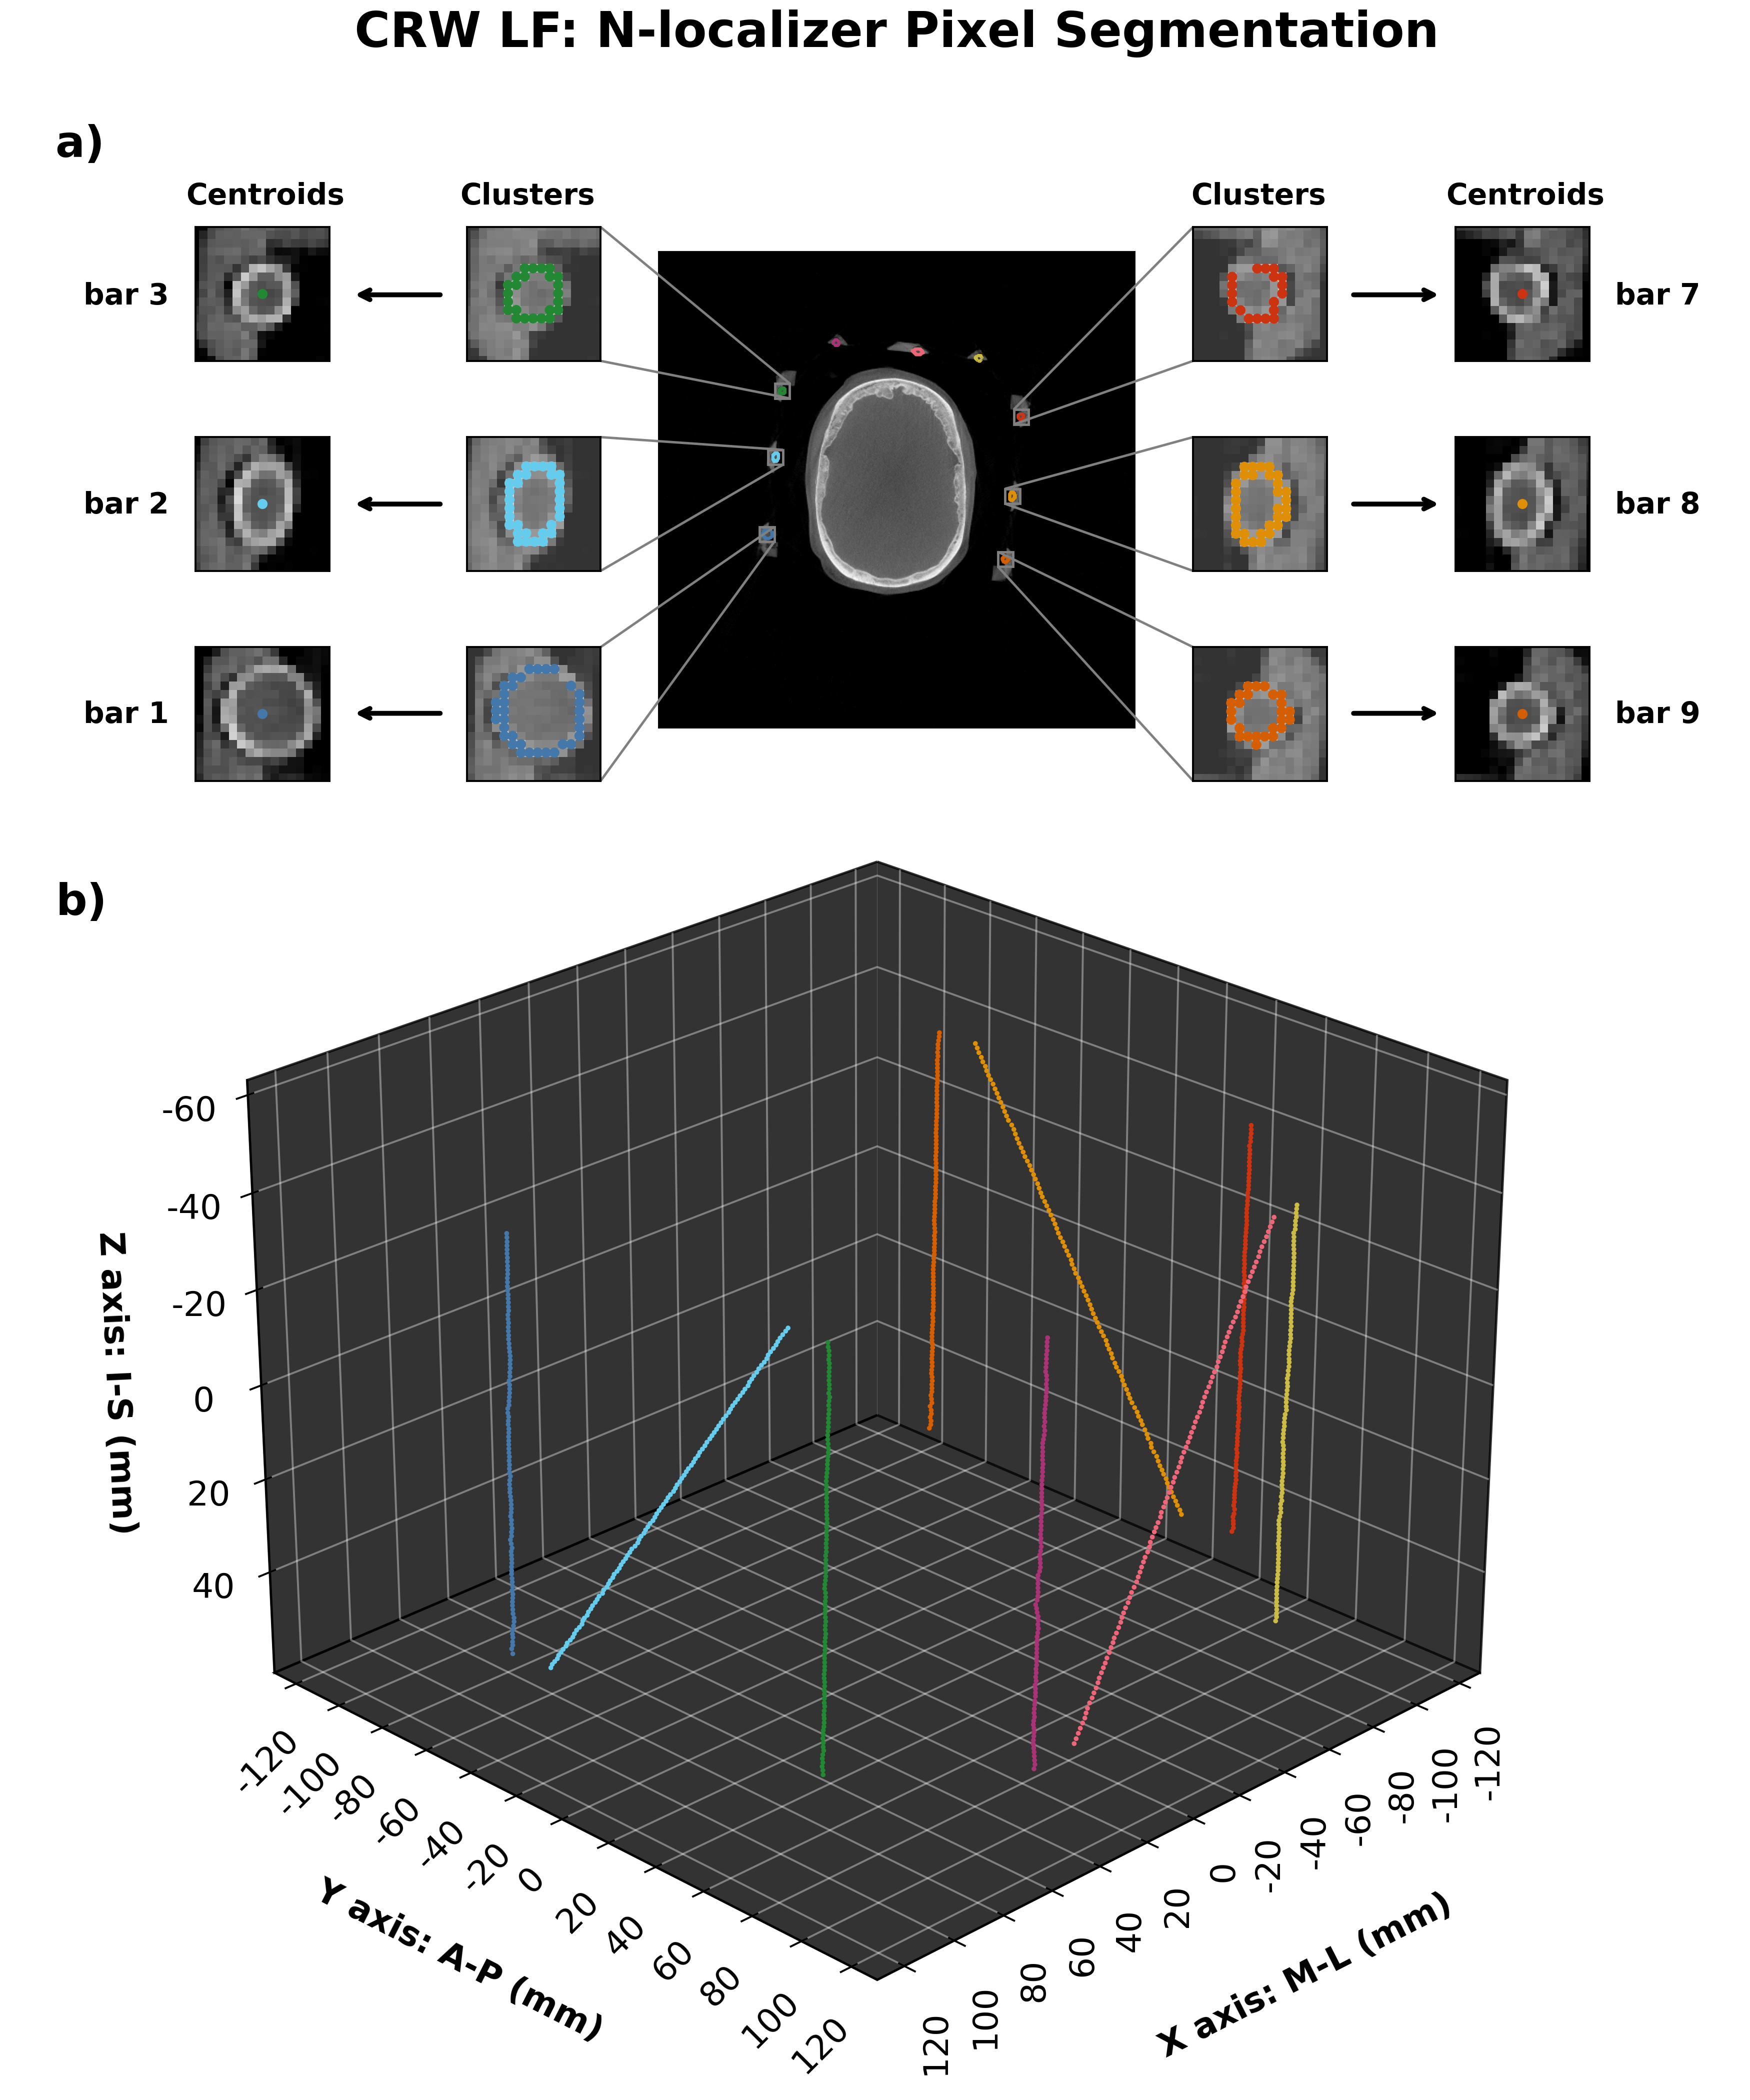 CRW LF: N-localizer Pixel Segmentation
a)
Centroids Clusters Clusters Centroids
bar 3 bar 7
bar 2 bar 8
bar 1 bar 9
b)
Z axis: I-S (mm)
-60
-40
-20
0
20
40
-120 -100 -80 -60 -40 -20 0 20 40 60 80 100 120
Y axis: A-P (mm)
120 100 80 60 40 20 0 -20 -40 -60 -80 -100 -120
X axis: M-L (mm)